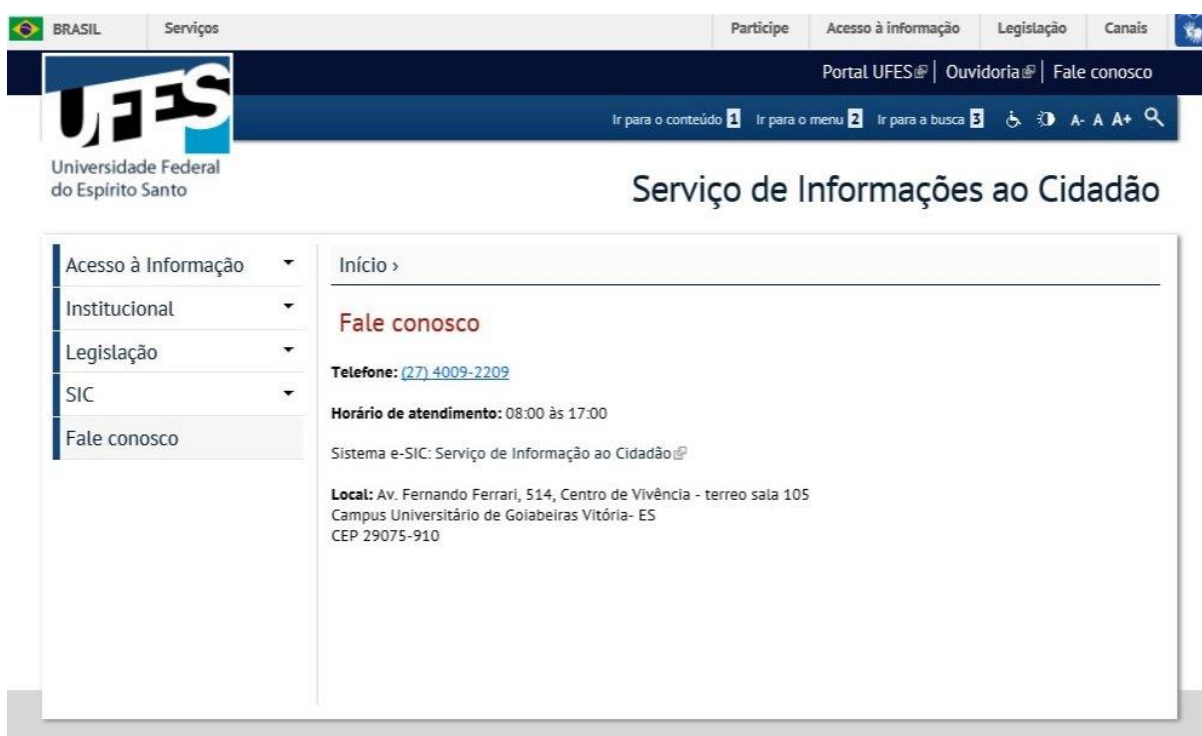 BRASIL Serviços Participe Acesso à informação Legislação Canais
Portal UFES | Ouvidoria | Fale conosco
UFES
Ir para o conteúdo 1 Ir para o menu 2 Ir para a busca 3 A- A A+
Universidade Federal
do Espírito Santo
Serviço de Informações ao Cidadão
Acesso à Informação
Institucional
Legislação
SIC
Fale conosco
Início ›
Fale conosco
Telefone: (27) 4009-2209
Horário de atendimento: 08:00 às 17:00
Sistema e-SIC: Serviço de Informação ao Cidadão
Local: Av. Fernando Ferrari, 514, Centro de Vivência - terreo sala 105
Campus Universitário de Goiabeiras Vitória- ES
CEP 29075-910